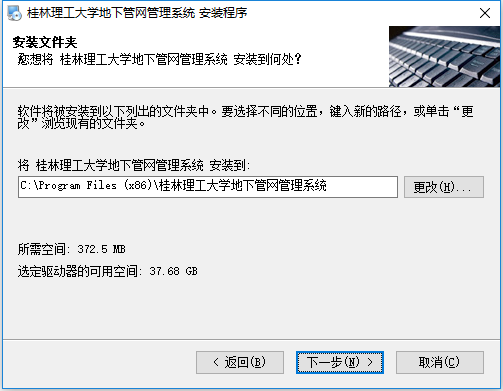 桂林理工大学地下管网管理系统 安装程序
安装文件夹
您想将 桂林理工大学地下管网管理系统 安装到何处？
软件将被安装到以下列出的文件夹中。要选择不同的位置，键入新的路径，或单击“更
改”浏览现有的文件夹。
将 桂林理工大学地下管网管理系统 安装到:
C:\Program Files (x86)\桂林理工大学地下管网管理系统
更改(H)...
所需空间: 372.5 MB
选定驱动器的可用空间: 37.68 GB
< 返回(B) 下一步(N) > 取消(C)